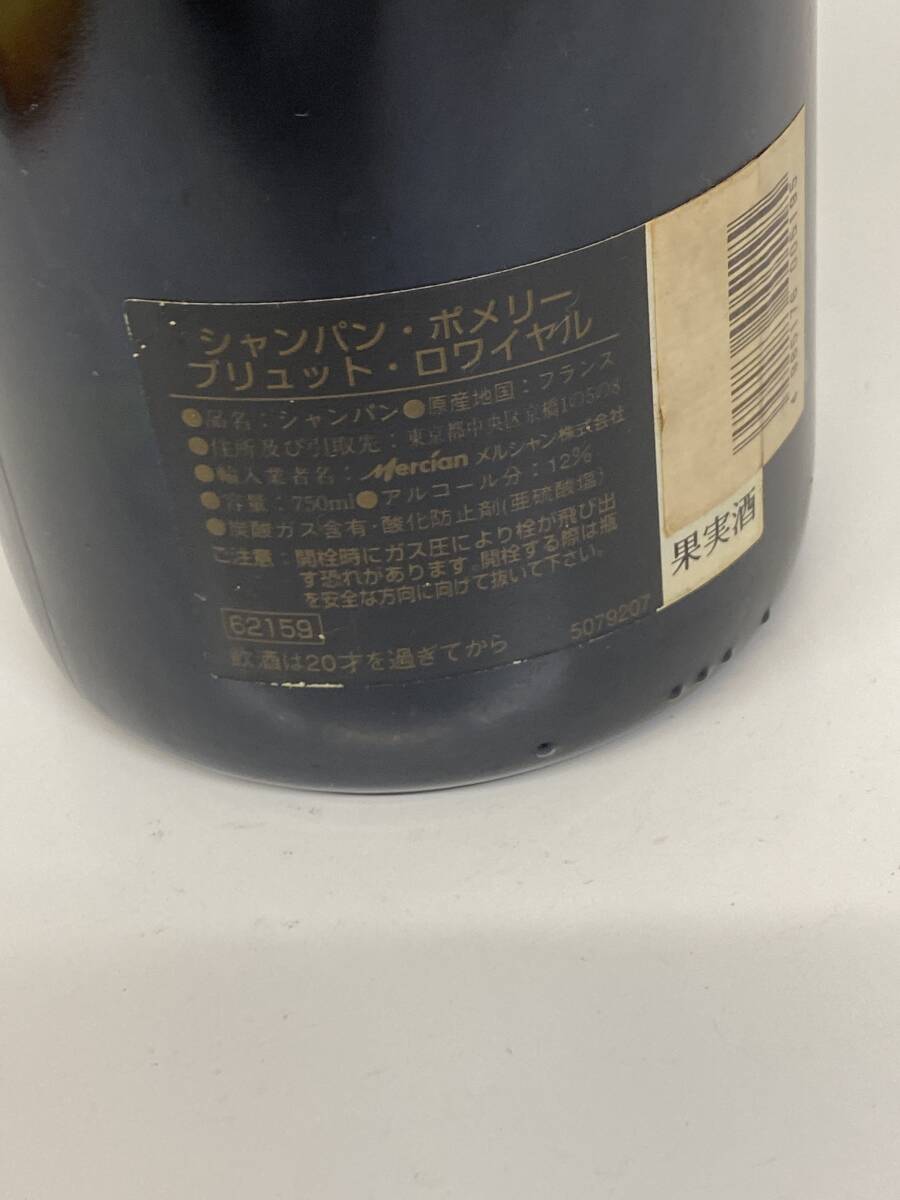 シャンパン・ポメリー
ブリュット・ロワイヤル
●品名：シャンパン●原産地国：フランス
●住所及び引取先：東京都中央区京橋1の5の8
●輸入業者名：Mercian メルシャン株式会社
●容量：750ml●アルコール分：12%
●炭酸ガス含有・酸化防止剤(亜硫酸塩)
ご注意：開栓時にガス圧により栓が飛び出
す恐れがあります。開栓する際は瓶
を安全な方向に向けて抜いて下さい。
62159
5079207
飲酒は20才を過ぎてから
果実酒